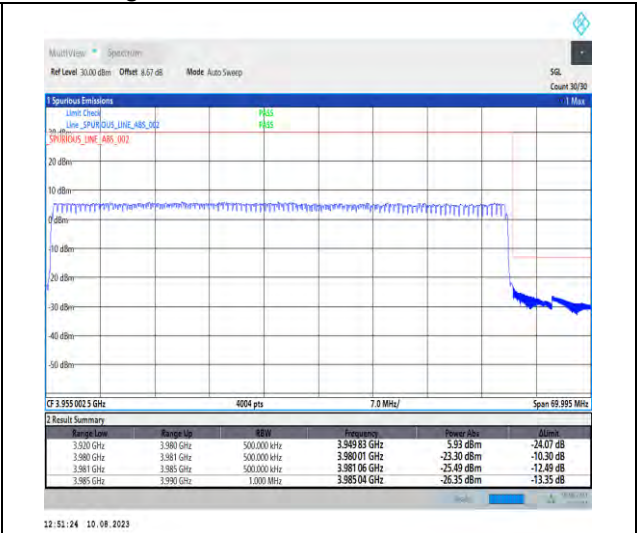 MultiView Spectrum
Ref Level 30.00 dBm Offset 8.67 dB Mode Auto Sweep SGL
Count 30/30
1 Spurious Emissions 1 Max
Limit Check PASS
Line _SPURIOUS_LINE_ABS_002 PASS
_SPURIOUS_LINE_ABS_002
20 dBm
10 dBm
0 dBm
-10 dBm
-20 dBm
-30 dBm
-40 dBm
-50 dBm
CF 3.955 002 5 GHz 4004 pts 7.0 MHz/ Span 69.995 MHz
2 Result Summary
Range Low Range Up RBW Frequency Power Abs ΔLimit
3.920 GHz 3.980 GHz 500.000 kHz 3.949 83 GHz 5.93 dBm -24.07 dB
3.980 GHz 3.981 GHz 500.000 kHz 3.980 01 GHz -23.30 dBm -10.30 dB
3.981 GHz 3.985 GHz 500.000 kHz 3.981 06 GHz -25.49 dBm -12.49 dB
3.985 GHz 3.990 GHz 1.000 MHz 3.985 04 GHz -26.35 dBm -13.35 dB
12:51:24 10.08.2023